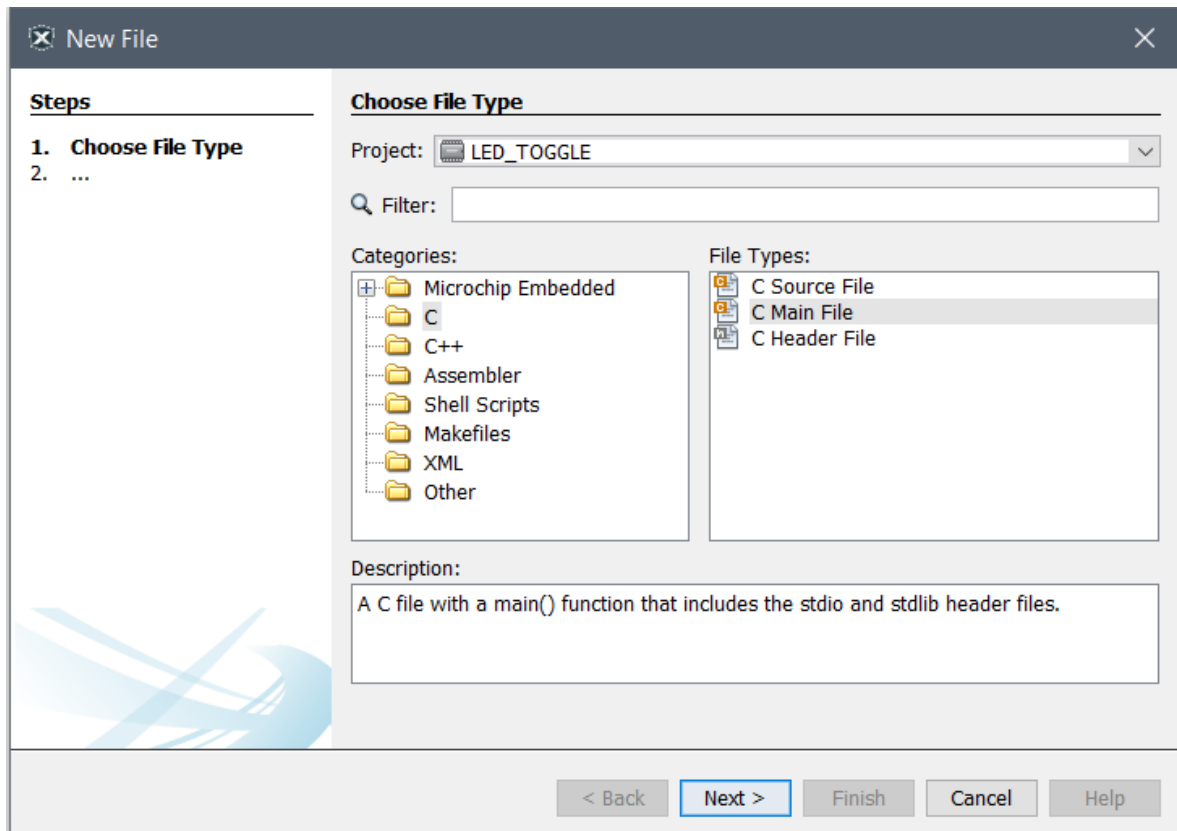 New File
Steps
1. Choose File Type
2. ...
Choose File Type
Project: LED_TOGGLE
Filter:
Categories:
Microchip Embedded
C
C++
Assembler
Shell Scripts
Makefiles
XML
Other
File Types:
C Source File
C Main File
C Header File
Description:
A C file with a main() function that includes the stdio and stdlib header files.
< Back
Next >
Finish
Cancel
Help